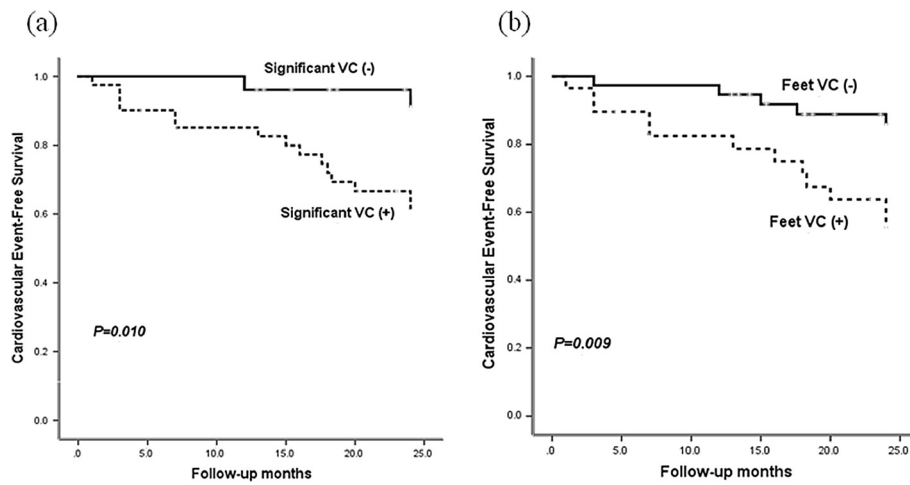 (a)
Cardiovascular Event-Free Survival
1.0
0.8
0.6
0.4
0.2
0.0
Significant VC (-)
Significant VC (+)
P=0.010
.0 5.0 10.0 15.0 20.0 25.0
Follow-up months
(b)
Cardiovascular Event-Free Survival
1.0
0.8
0.6
0.4
0.2
0.0
Feet VC (-)
Feet VC (+)
P=0.009
.0 5.0 10.0 15.0 20.0 25.0
Follow-up months